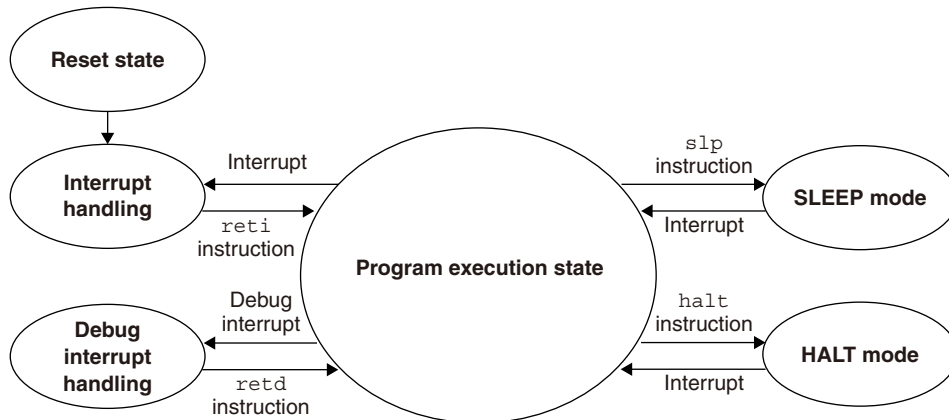 Reset state
Interrupt
handling
Interrupt
reti
instruction
Debug
interrupt
handling
Debug
interrupt
retd
instruction
Program execution state
slp
instruction
Interrupt
SLEEP mode
halt
instruction
Interrupt
HALT mode